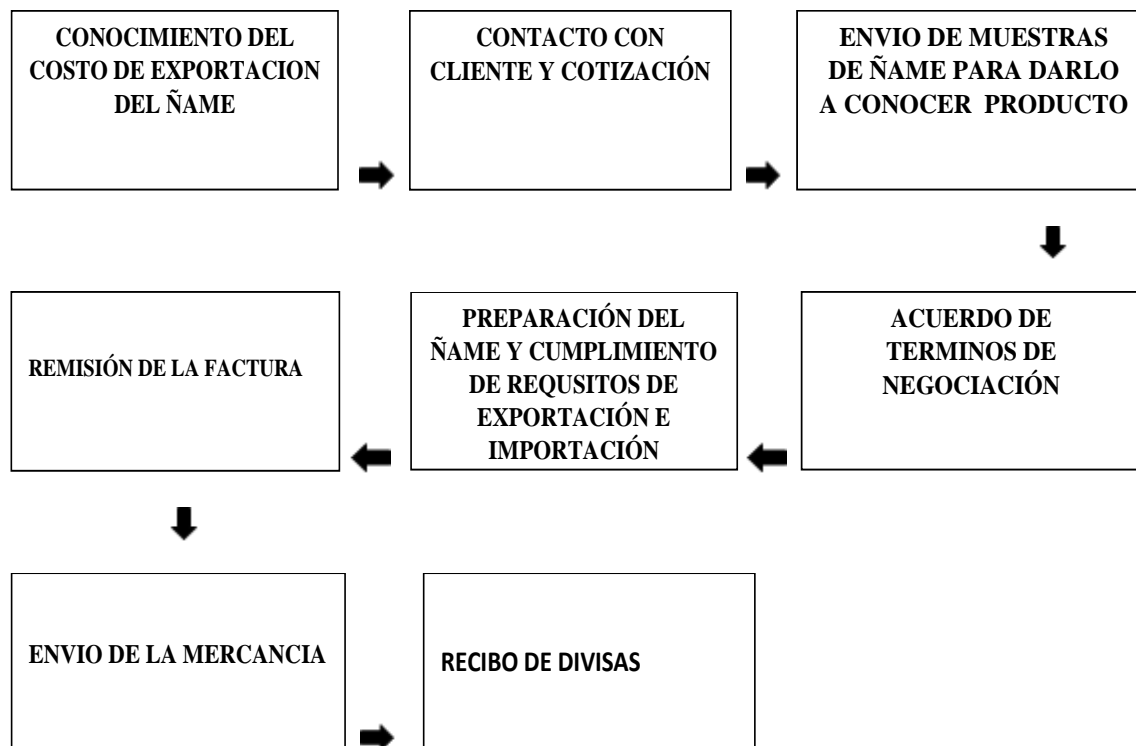 CONOCIMIENTO DEL
COSTO DE EXPORTACION
DEL ÑAME
CONTACTO CON
CLIENTE Y COTIZACIÓN
ENVIO DE MUESTRAS
DE ÑAME PARA DARLO
A CONOCER PRODUCTO
ACUERDO DE
TERMINOS DE
NEGOCIACIÓN
PREPARACIÓN DEL
ÑAME Y CUMPLIMIENTO
DE REQUSITOS DE
EXPORTACIÓN E
IMPORTACIÓN
REMISIÓN DE LA FACTURA
ENVIO DE LA MERCANCIA
RECIBO DE DIVISAS